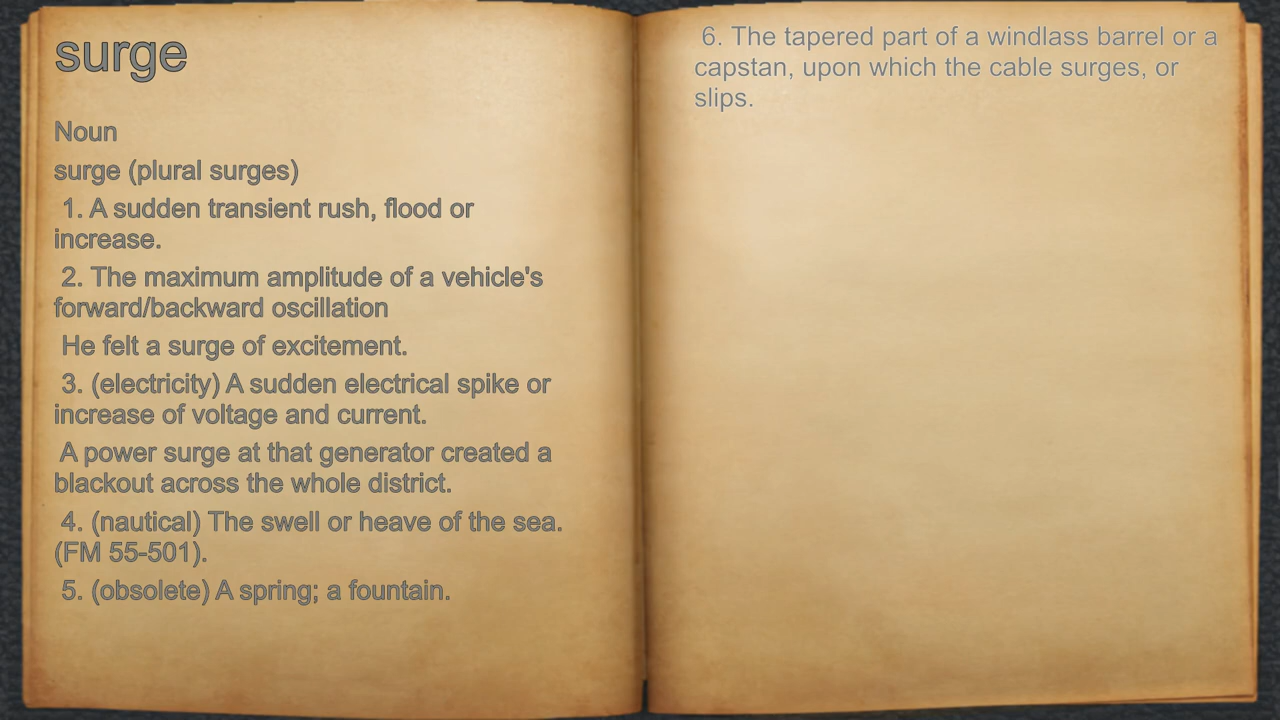 surge
Noun
surge (plural surges)
1. A sudden transient rush, flood or
increase.
2. The maximum amplitude of a vehicle's
forward/backward oscillation
He felt a surge of excitement.
3. (electricity) A sudden electrical spike or
increase of voltage and current.
A power surge at that generator created a
blackout across the whole district.
4. (nautical) The swell or heave of the sea.
(FM 55-501).
5. (obsolete) A spring; a fountain.
6. The tapered part of a windlass barrel or a
capstan, upon which the cable surges, or
slips.